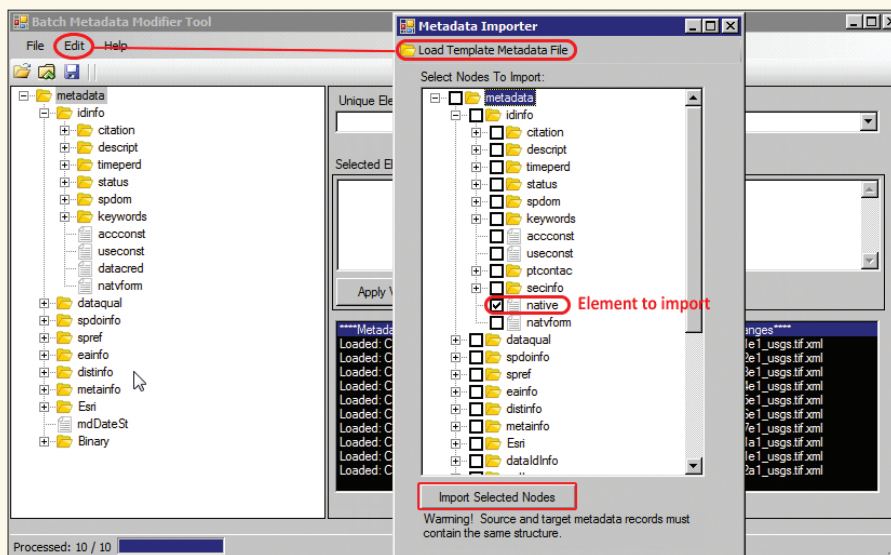 Batch Metadata Modifier Tool
File Edit Help
metadata
idinfo
citation
descript
timeperd
status
spdom
keywords
accconst
useconst
datacred
natvform
dataqual
spdoinfo
spref
eainfo
distinfo
metainfo
Esri
mdDateSt
Binary
Processed: 10 / 10
Unique Ele
Selected El
Apply V
****Metada
Loaded: C
Loaded: C
Loaded: C
Loaded: C
Loaded: C
Loaded: C
Loaded: C
Loaded: C
Loaded: C
Loaded: C
Metadata Importer
Load Template Metadata File
Select Nodes To Import:
metadata
idinfo
citation
descript
timeperd
status
spdom
keywords
accconst
useconst
ptcontac
secinfo
native Element to import
natvform
dataqual
spdoinfo
spref
eainfo
distinfo
metainfo
Esri
dataIdInfo
Import Selected Nodes
Warning! Source and target metadata records must
contain the same structure.
anges****
1e1_usgs.tif.xml
2e1_usgs.tif.xml
3e1_usgs.tif.xml
4e1_usgs.tif.xml
5e1_usgs.tif.xml
6e1_usgs.tif.xml
7e1_usgs.tif.xml
1a1_usgs.tif.xml
1e1_usgs.tif.xml
2a1_usgs.tif.xml